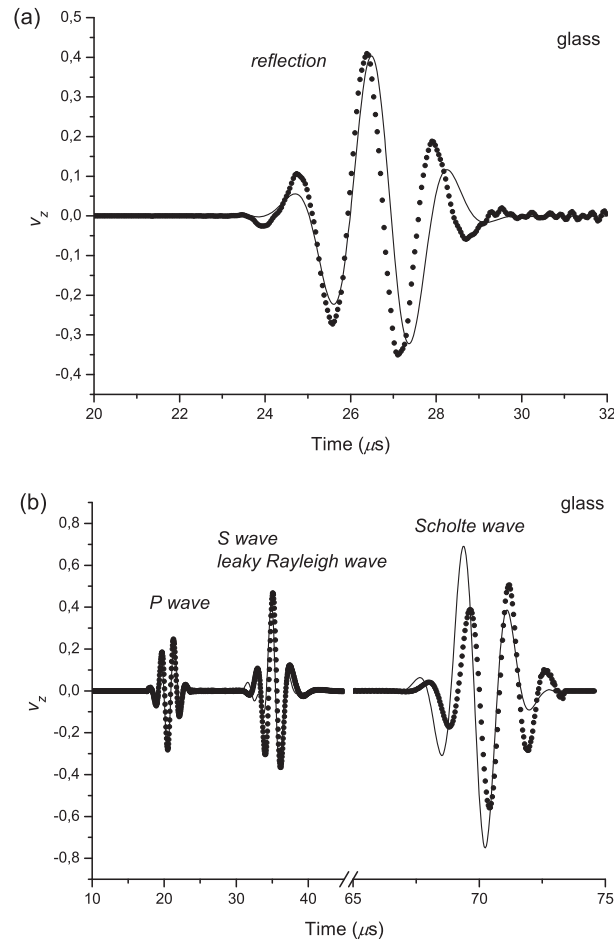 (a)
glass
reflection
0,5
0,4
0,3
0,2
0,1
0,0
-0,1
-0,2
-0,3
-0,4
v_z
20 22 24 26 28 30 32
Time (μs)
(b)
glass
Scholte wave
S wave
leaky Rayleigh wave
P wave
0,8
0,6
0,4
0,2
0,0
-0,2
-0,4
-0,6
-0,8
v_z
10 20 30 40 65 70 75
Time (μs)